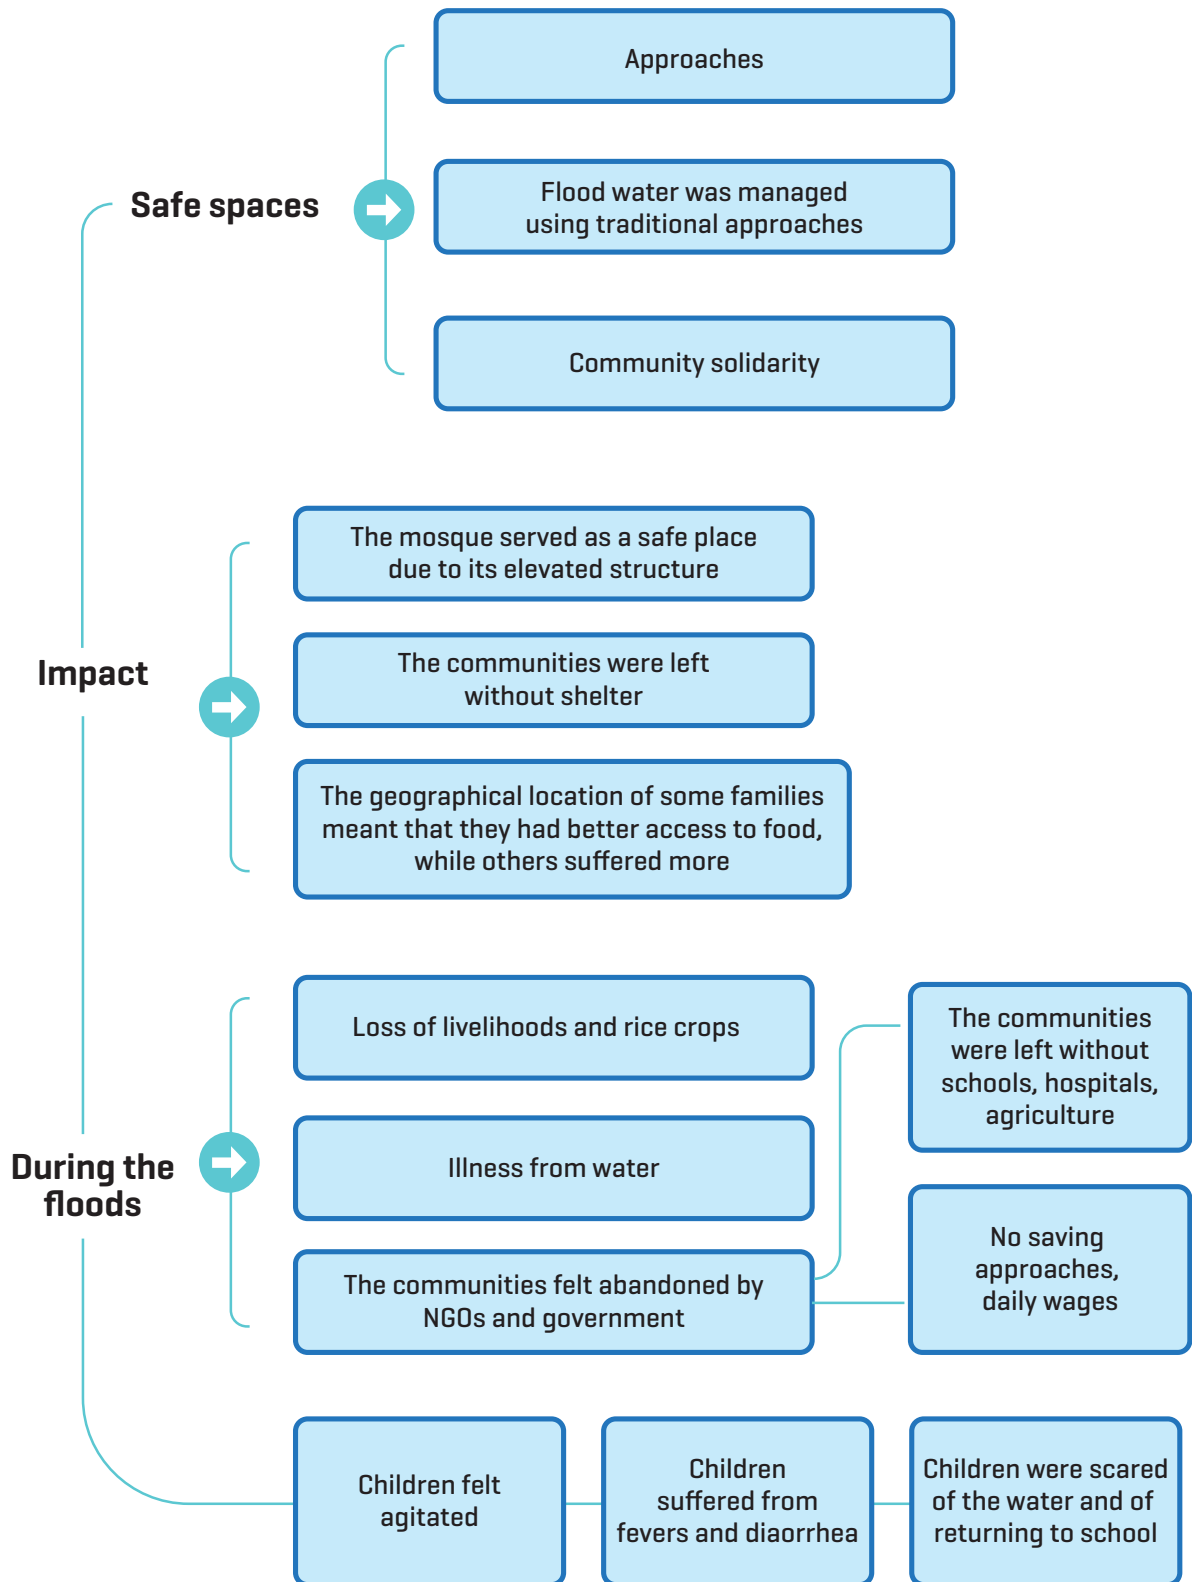 Approaches
Safe spaces
Flood water was managed
using traditional approaches
Community solidarity
The mosque served as a safe place
due to its elevated structure
Impact
The communities were left
without shelter
The geographical location of some families
meant that they had better access to food,
while others suffered more
During the
floods
Loss of livelihoods and rice crops
Illness from water
The communities felt abandoned by
NGOs and government
The communities
were left without
schools, hospitals,
agriculture
No saving
approaches,
daily wages
Children felt
agitated
Children
suffered from
fevers and diaorrhea
Children were scared
of the water and of
returning to school